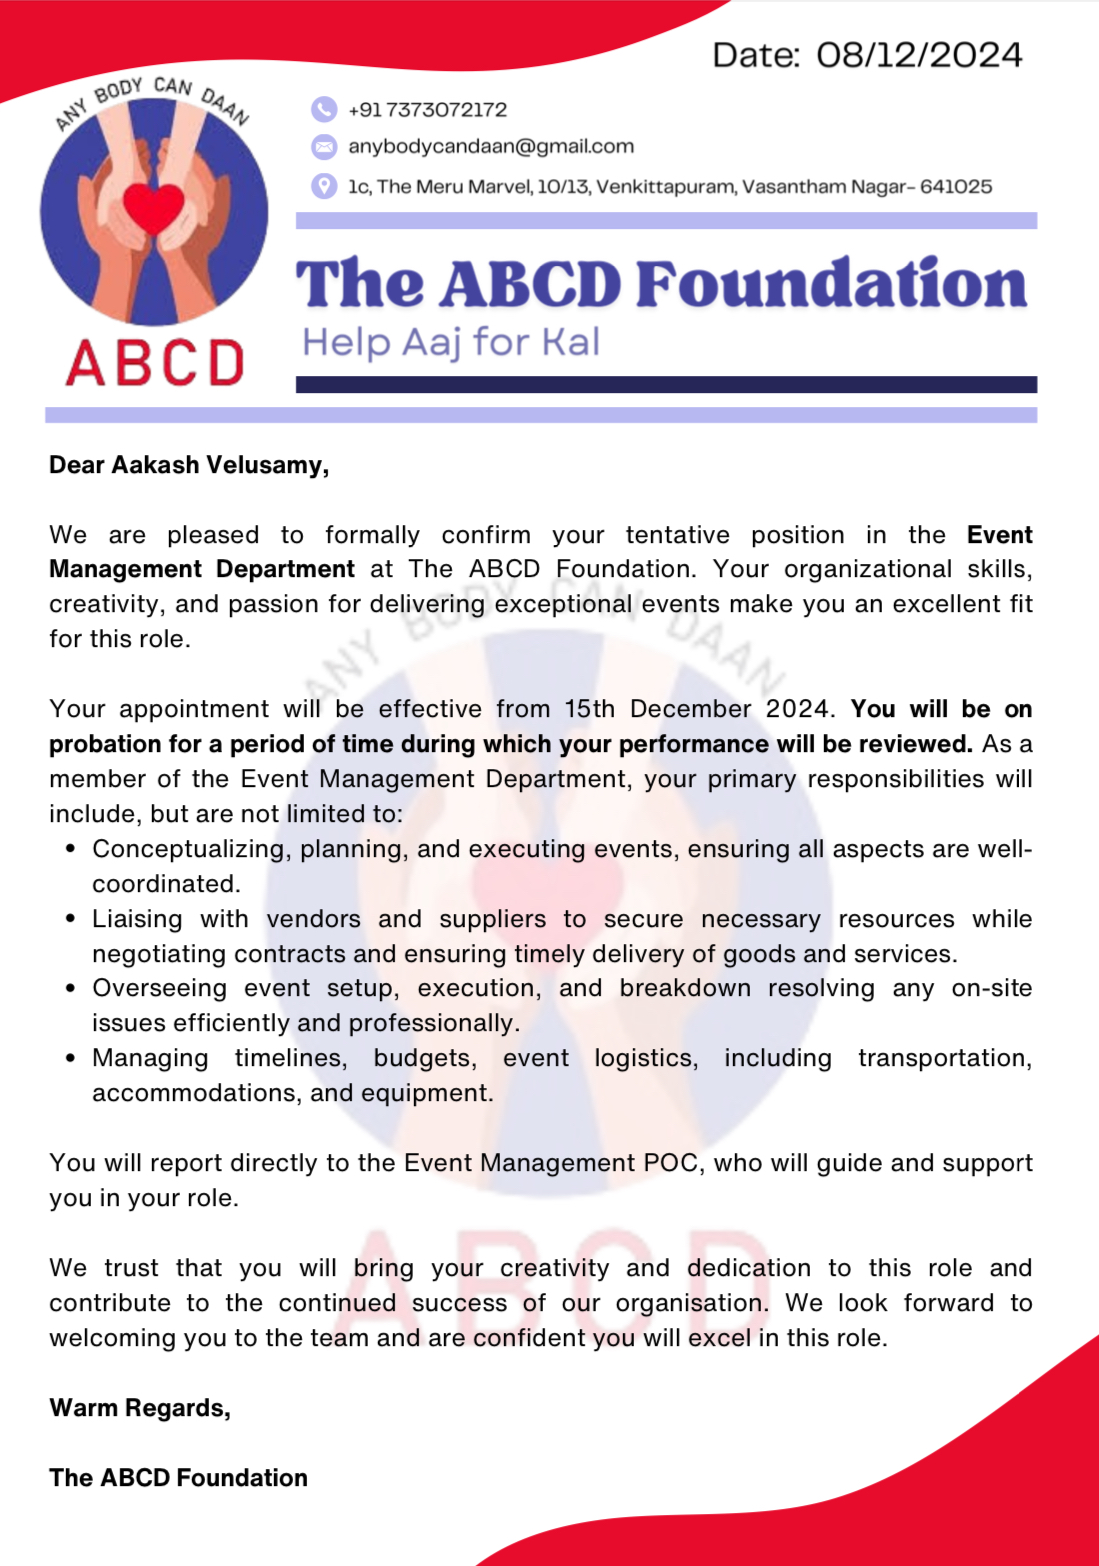 Date: 08/12/2024
ANY BODY CAN DAAN
ABCD
+91 7373072172
anybodycandaan@gmail.com
1c, The Meru Marvel, 10/13, Venkittapuram, Vasantham Nagar- 641025
The ABCD Foundation
Help Aaj for Kal
Dear Aakash Velusamy,
We are pleased to formally confirm your tentative position in the Event
Management Department at The ABCD Foundation. Your organizational skills,
creativity, and passion for delivering exceptional events make you an excellent fit
for this role.
Your appointment will be effective from 15th December 2024. You will be on
probation for a period of time during which your performance will be reviewed. As a
member of the Event Management Department, your primary responsibilities will
include, but are not limited to:
• Conceptualizing, planning, and executing events, ensuring all aspects are well-
coordinated.
• Liaising with vendors and suppliers to secure necessary resources while
negotiating contracts and ensuring timely delivery of goods and services.
• Overseeing event setup, execution, and breakdown resolving any on-site
issues efficiently and professionally.
• Managing timelines, budgets, event logistics, including transportation,
accommodations, and equipment.
You will report directly to the Event Management POC, who will guide and support
you in your role.
We trust that you will bring your creativity and dedication to this role and
contribute to the continued success of our organisation. We look forward to
welcoming you to the team and are confident you will excel in this role.
Warm Regards,
The ABCD Foundation
ANY BODY CAN DAAN
ABCD